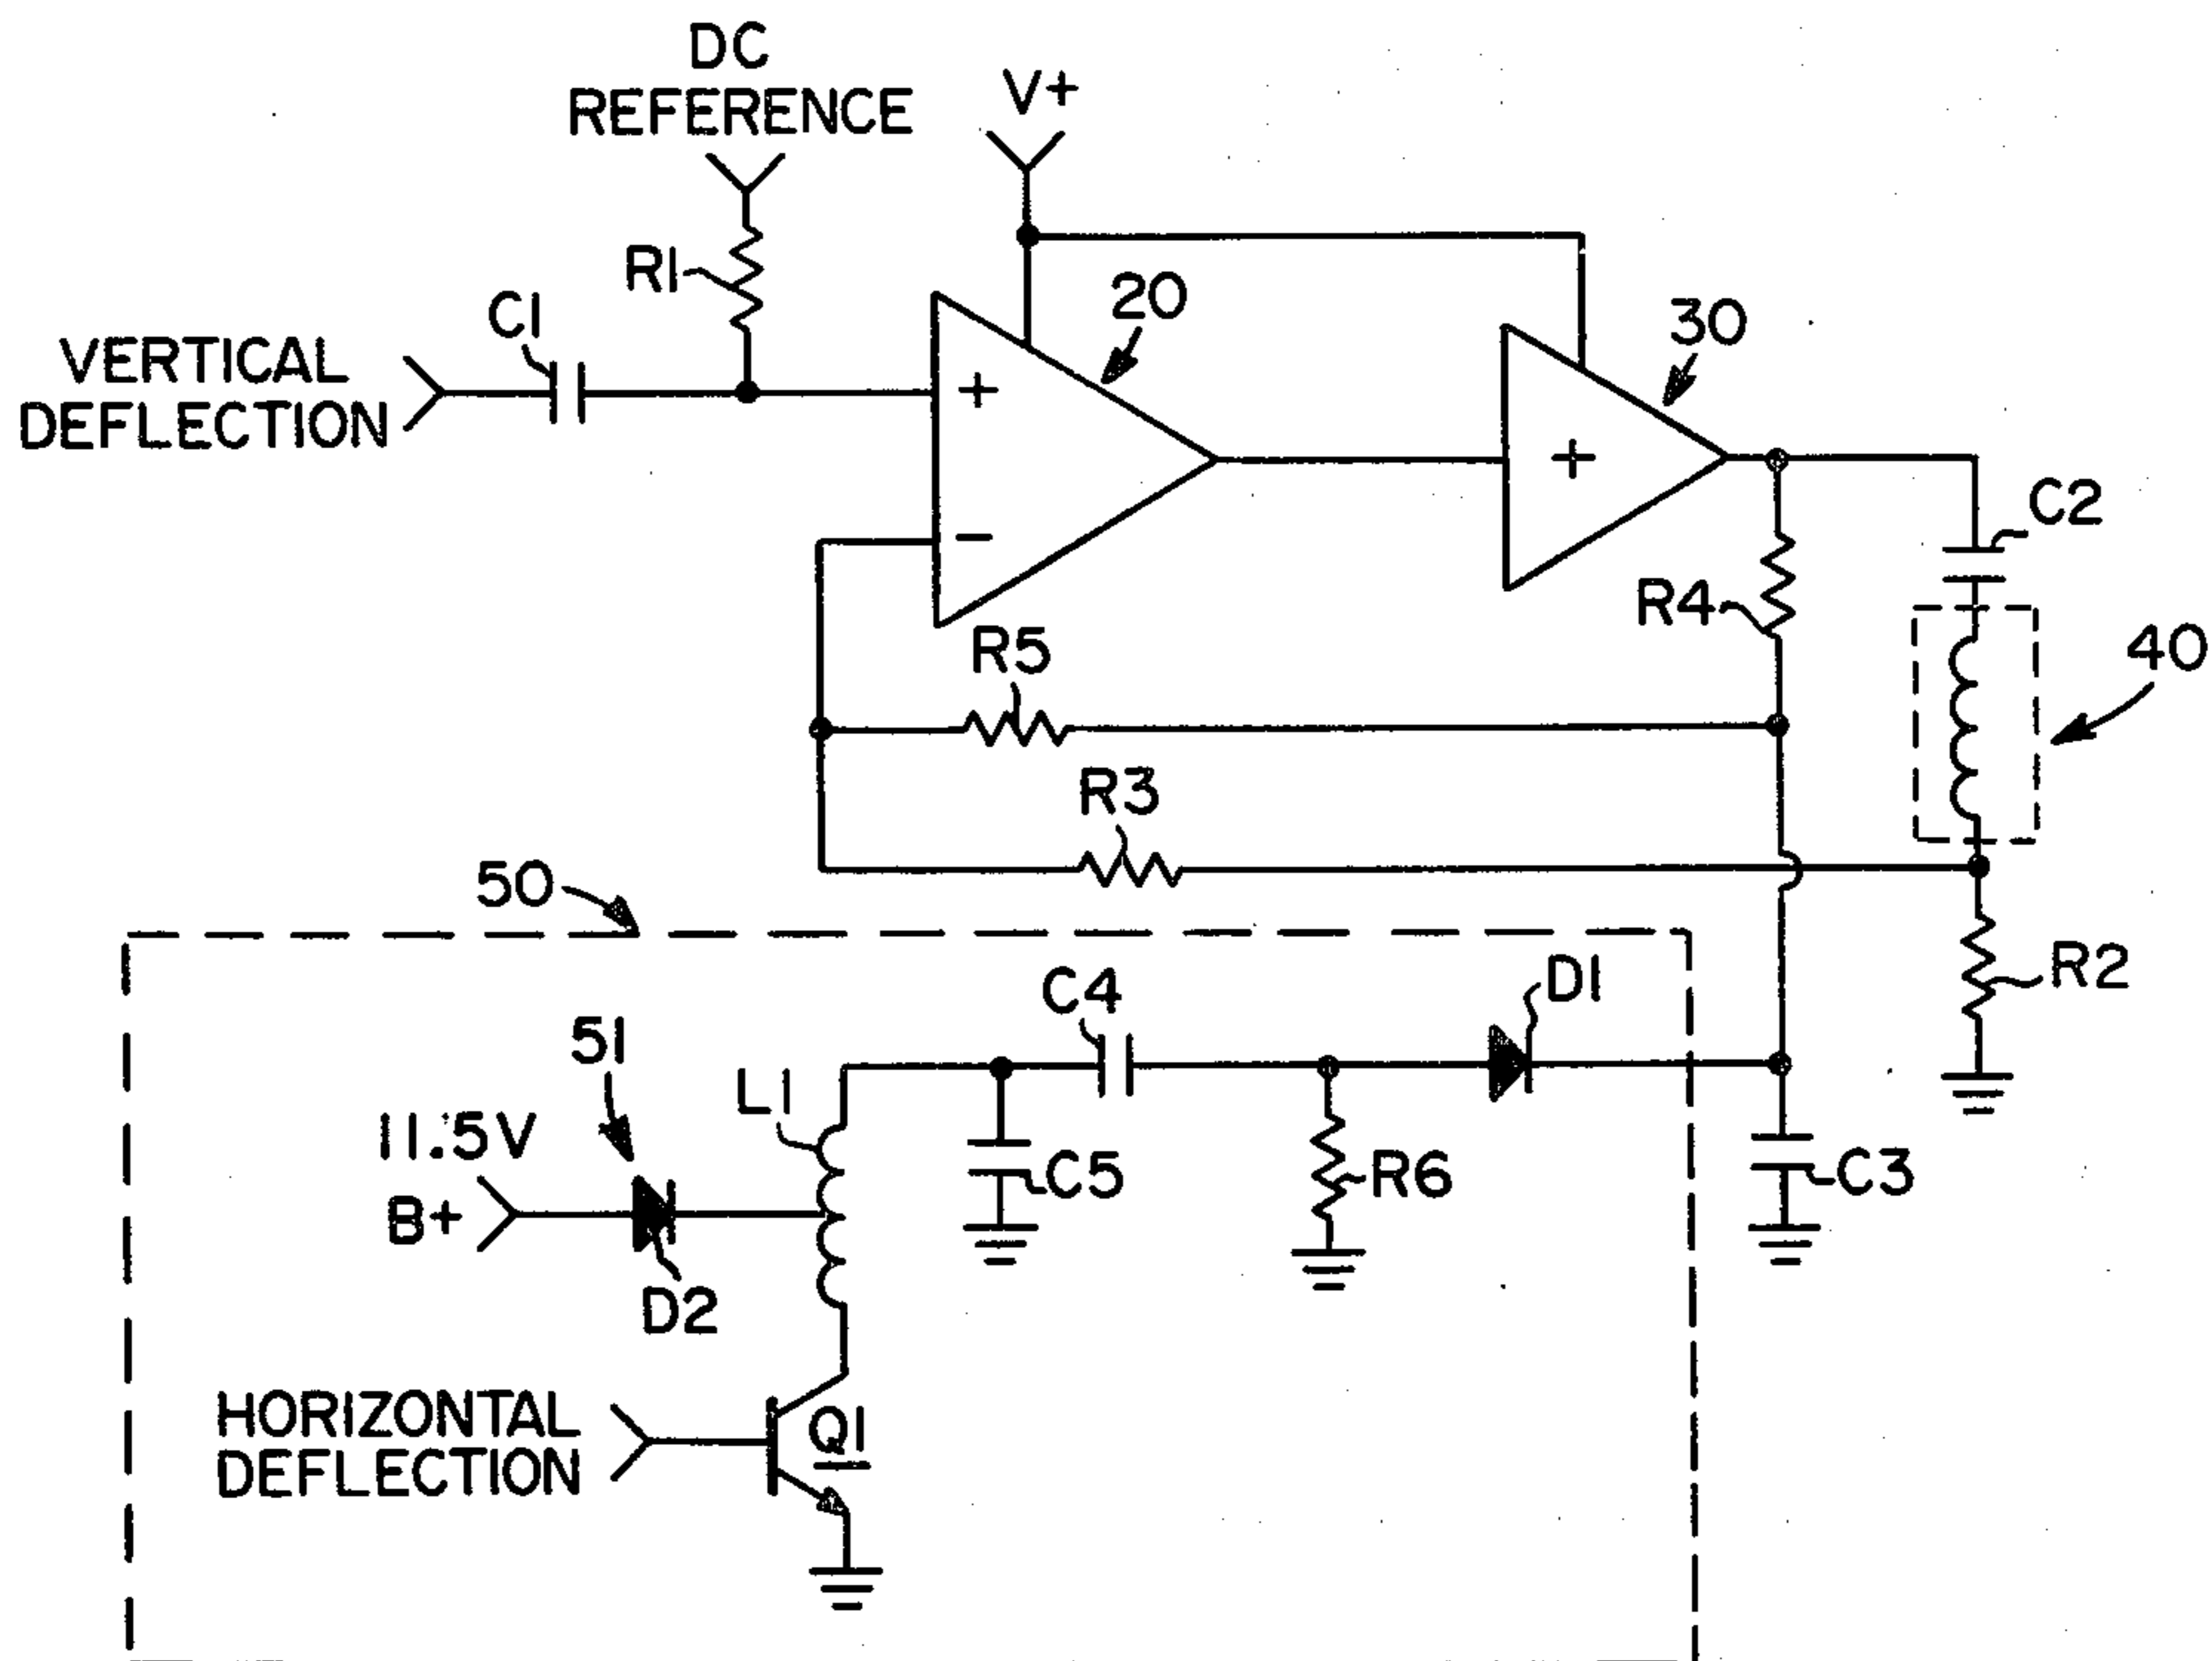 DC
REFERENCE
V+
R1
C1
20
30
VERTICAL
DEFLECTION
+
+
-
C2
R4
R5
40
R3
50
R2
C4
D1
51
L1
11.5V
B+
C5
R6
C3
D2
HORIZONTAL
DEFLECTION
Q1